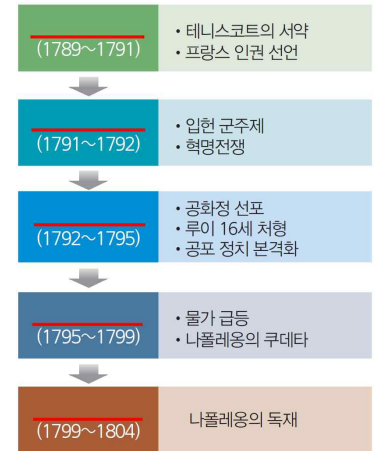 (1789~1791)
• 테니스코트의 서약
• 프랑스 인권 선언
(1791~1792)
• 입헌 군주제
• 혁명전쟁
(1792~1795)
• 공화정 선포
• 루이 16세 처형
• 공포 정치 본격화
(1795~1799)
• 물가 급등
• 나폴레옹의 쿠데타
(1799~1804)
나폴레옹의 독재